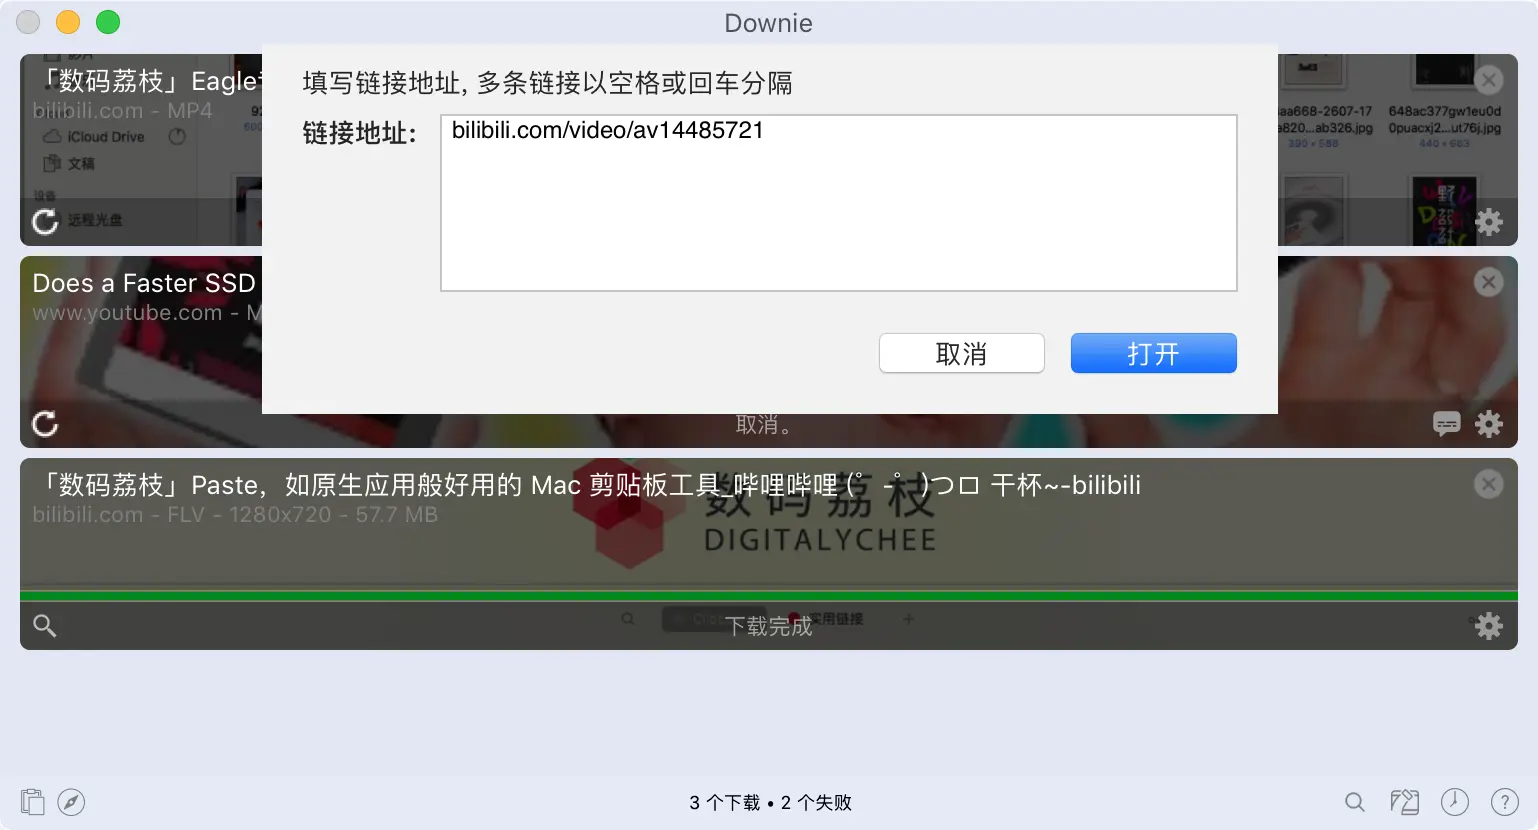 Downie
「数码荔枝」Eagle
bilibili.com - MP4
iCloud Drive
文稿
设备
远程光盘
填写链接地址, 多条链接以空格或回车分隔
链接地址:
bilibili.com/video/av14485721
取消
打开
aa668-2607-17
648ac377gw1eu0d
e820...ab326.jpg
0puacxj2...ut76j.jpg
390 × 588
440 × 663
Does a Faster SSD
www.youtube.com - M
取消。
「数码荔枝」Paste，如原生应用般好用的 Mac 剪贴板工具_哔哩哔哩 (゜-゜)つロ 干杯~-bilibili
bilibili.com - FLV - 1280x720 - 57.7 MB
数码荔枝
DIGITALYCHEE
实用链接
下载完成
3 个下载 • 2 个失败